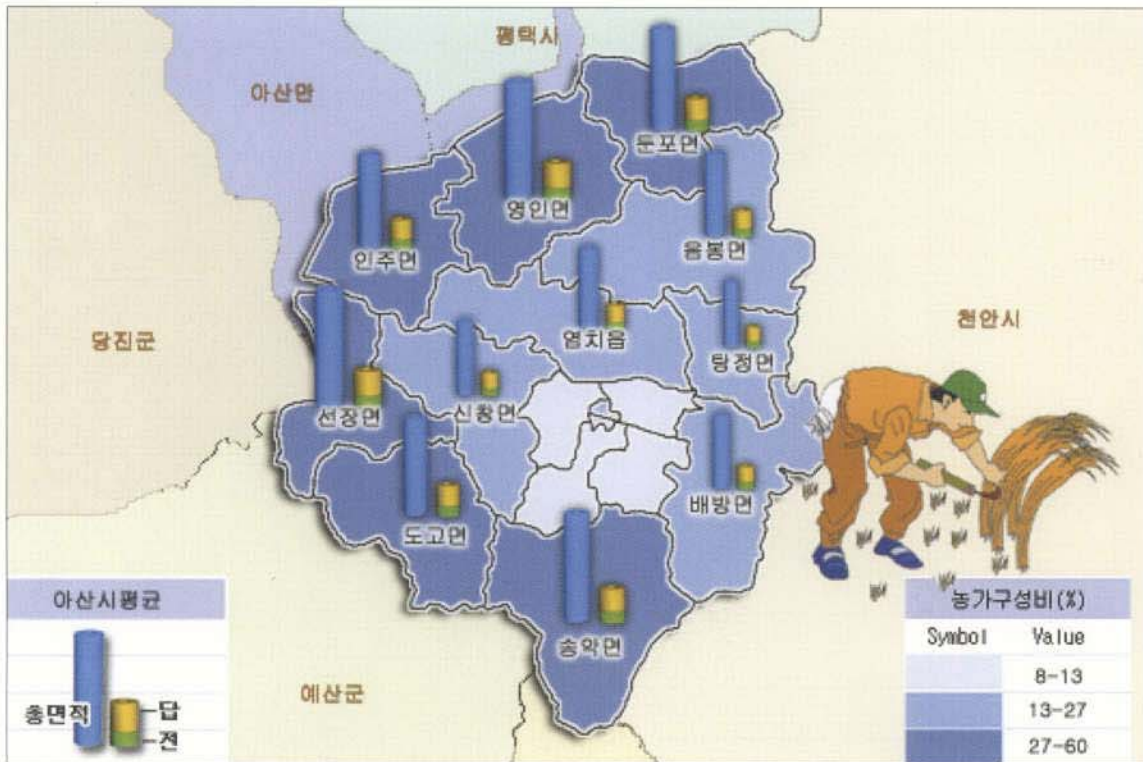 평택시
아산만
둔포면
영인면
음봉면
인주면
염치읍
천안시
당진군
탕정면
신창면
선장면
배방면
도고면
송악면
예산군
아산시평균
총면적
답
전
농가구성비(%)
Symbol Value
8-13
13-27
27-60